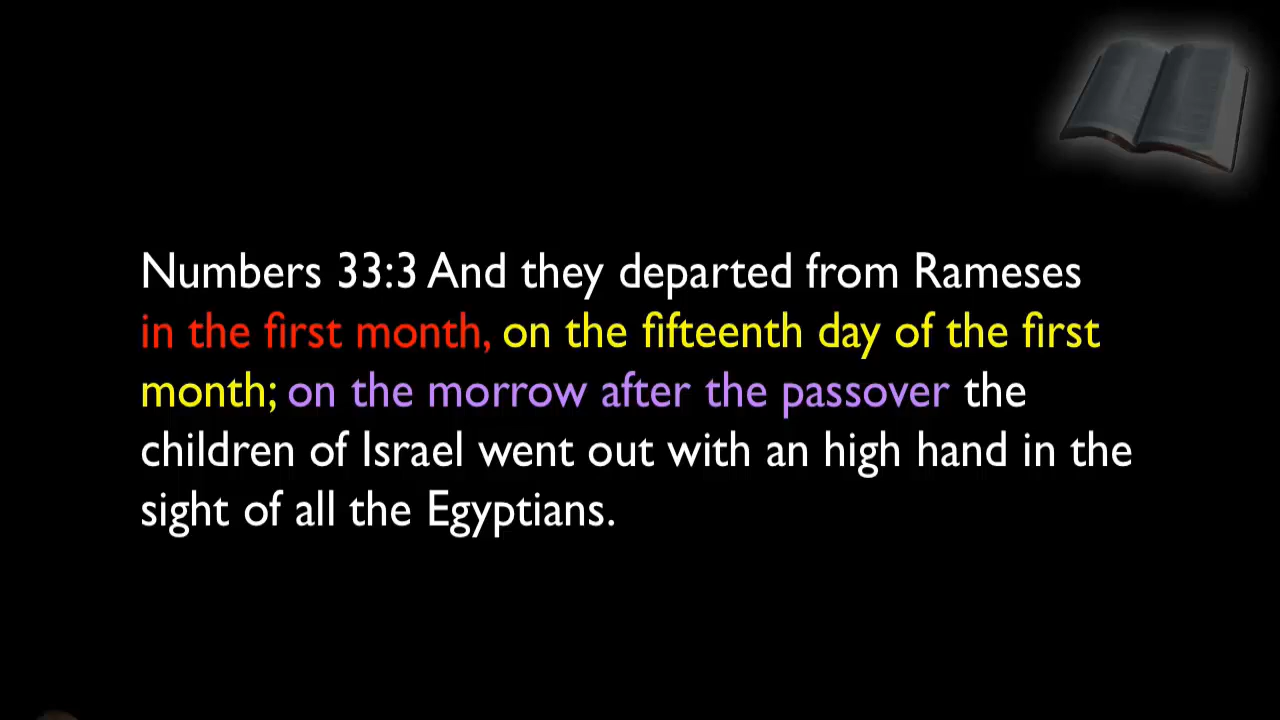 Numbers 33:3 And they departed from Rameses
in the first month, on the fifteenth day of the first
month; on the morrow after the passover the
children of Israel went out with an high hand in the
sight of all the Egyptians.